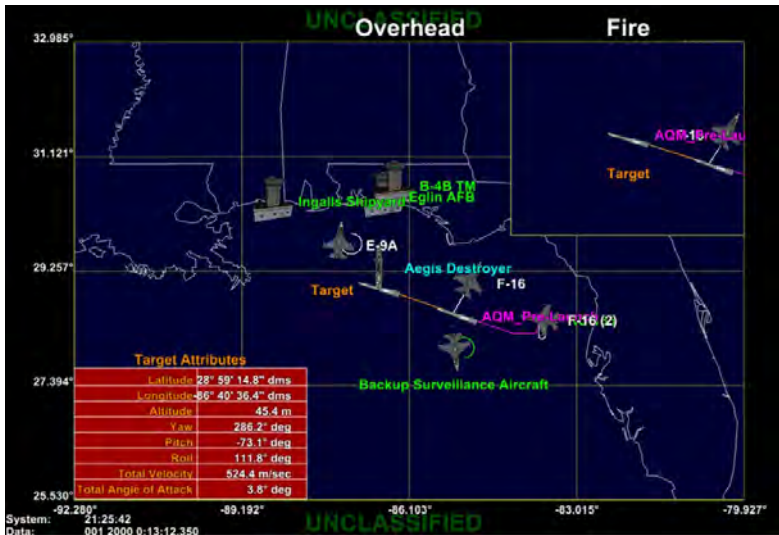 UNCLASSIFIED
Overhead
Fire
32.985°
31.121°
29.257°
27.394°
25.530°
-92.280°
-89.192°
-86.103°
-83.015°
-79.927°
Target
B-4B TM
Ingalls Shipyard
Eglin AFB
E-9A
Aegis Destroyer
F-16
Target
F-16 (2)
Backup Surveillance Aircraft
Target Attributes
Latitude 28° 59' 14.8" dms
Longitude -86° 40' 36.4" dms
Altitude 45.4 m
Yaw 286.2° deg
Pitch -73.1° deg
Roll 111.8° deg
Total Velocity 524.4 m/sec
Total Angle of Attack 3.8° deg
System: 21:25:42
Data: 001 2000 0:13:12.350
UNCLASSIFIED